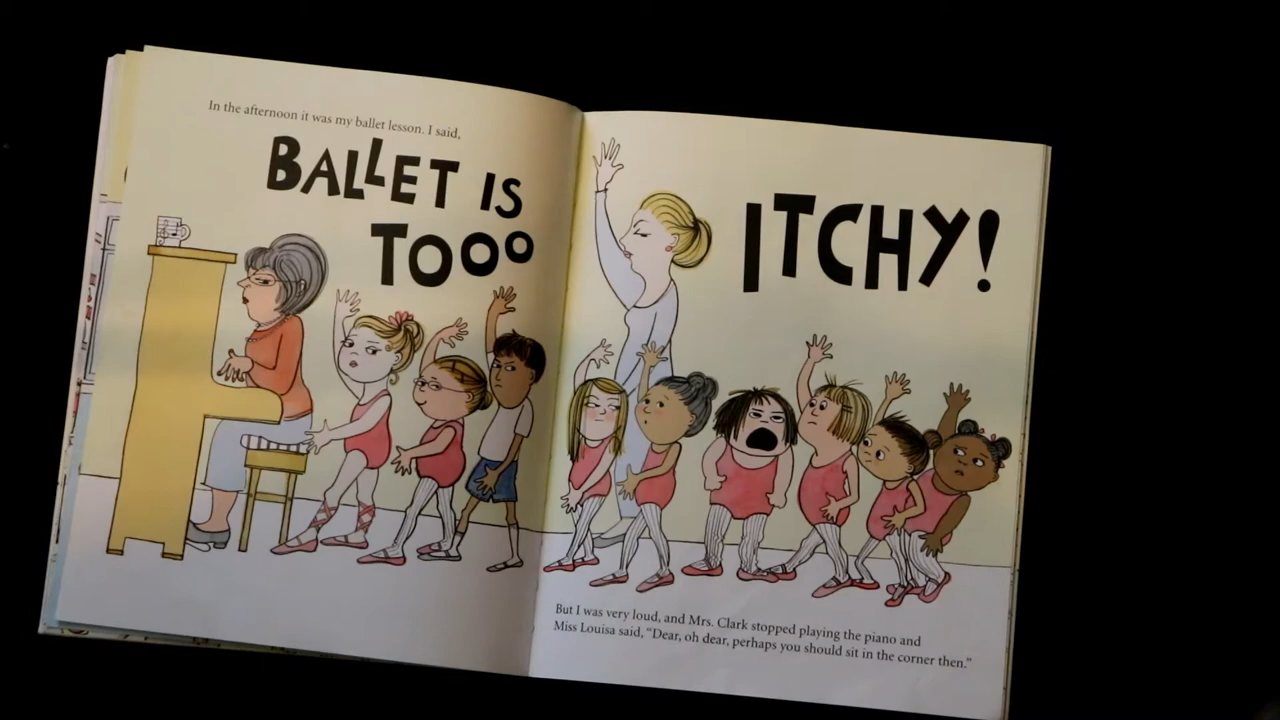 In the afternoon it was my ballet lesson. I said,
BALLET IS
TOOO
ITCHY!
But I was very loud, and Mrs. Clark stopped playing the piano and
Miss Louisa said, “Dear, oh dear, perhaps you should sit in the corner then.”